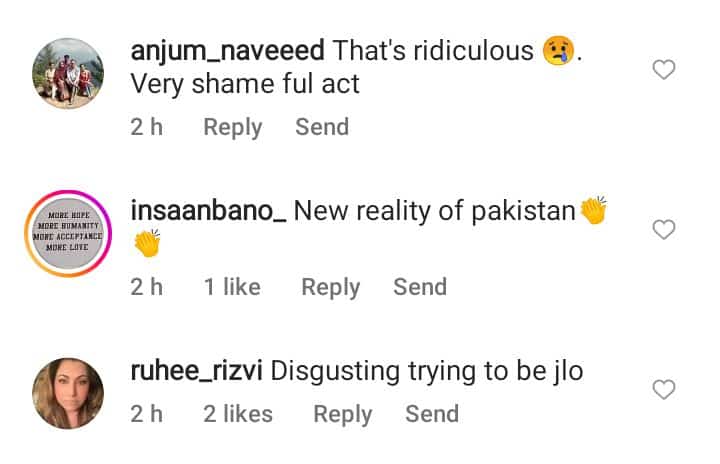 anjum_naveeed That's ridiculous 😢.
Very shame ful act
2 h Reply Send
MORE HOPE
MORE HUMANITY
MORE ACCEPTANCE
MORE LOVE
insaanbano_ New reality of pakistan👏
👏
2 h 1 like Reply Send
ruhee_rizvi Disgusting trying to be jlo
2 h 2 likes Reply Send